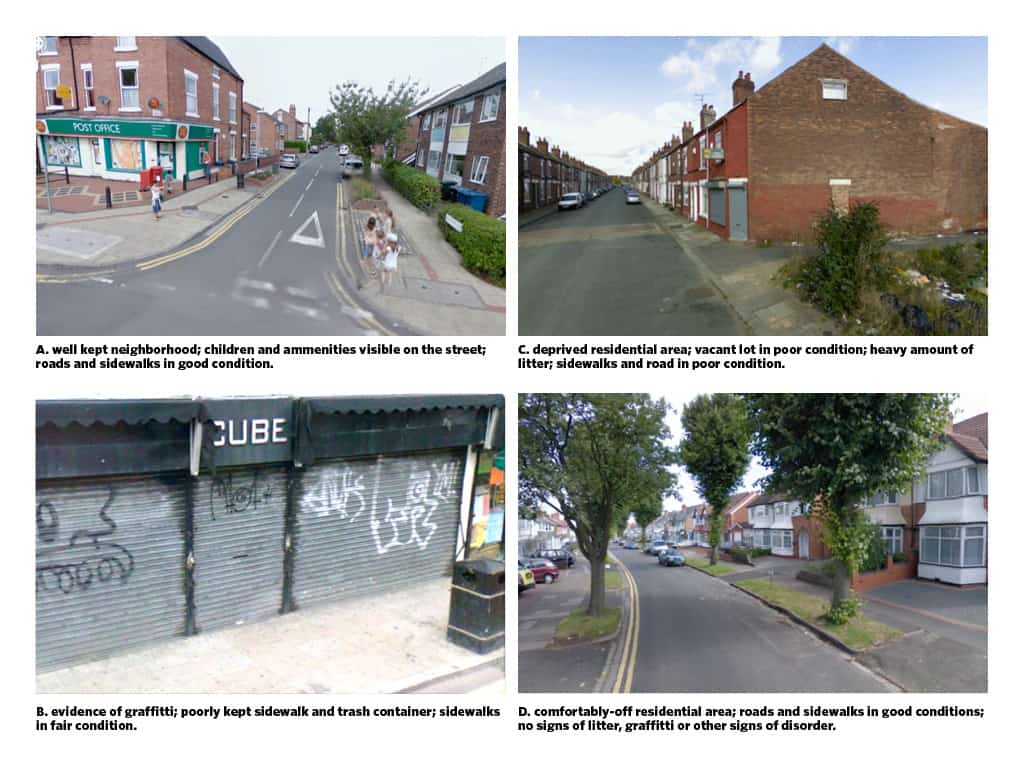 POST OFFICE
A. well kept neighborhood; children and ammenities visible on the street;
roads and sidewalks in good condition.
C. deprived residential area; vacant lot in poor condition; heavy amount of
litter; sidewalks and road in poor condition.
CUBE
B. evidence of graffitti; poorly kept sidewalk and trash container; sidewalks
in fair condition.
D. comfortably-off residential area; roads and sidewalks in good conditions;
no signs of litter, graffitti or other signs of disorder.